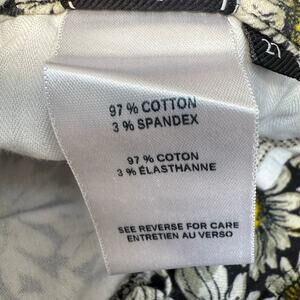 97 % COTTON
3 % SPANDEX
97 % COTON
3 % ÉLASTHANNE
SEE REVERSE FOR CARE
ENTRETIEN AU VERSO